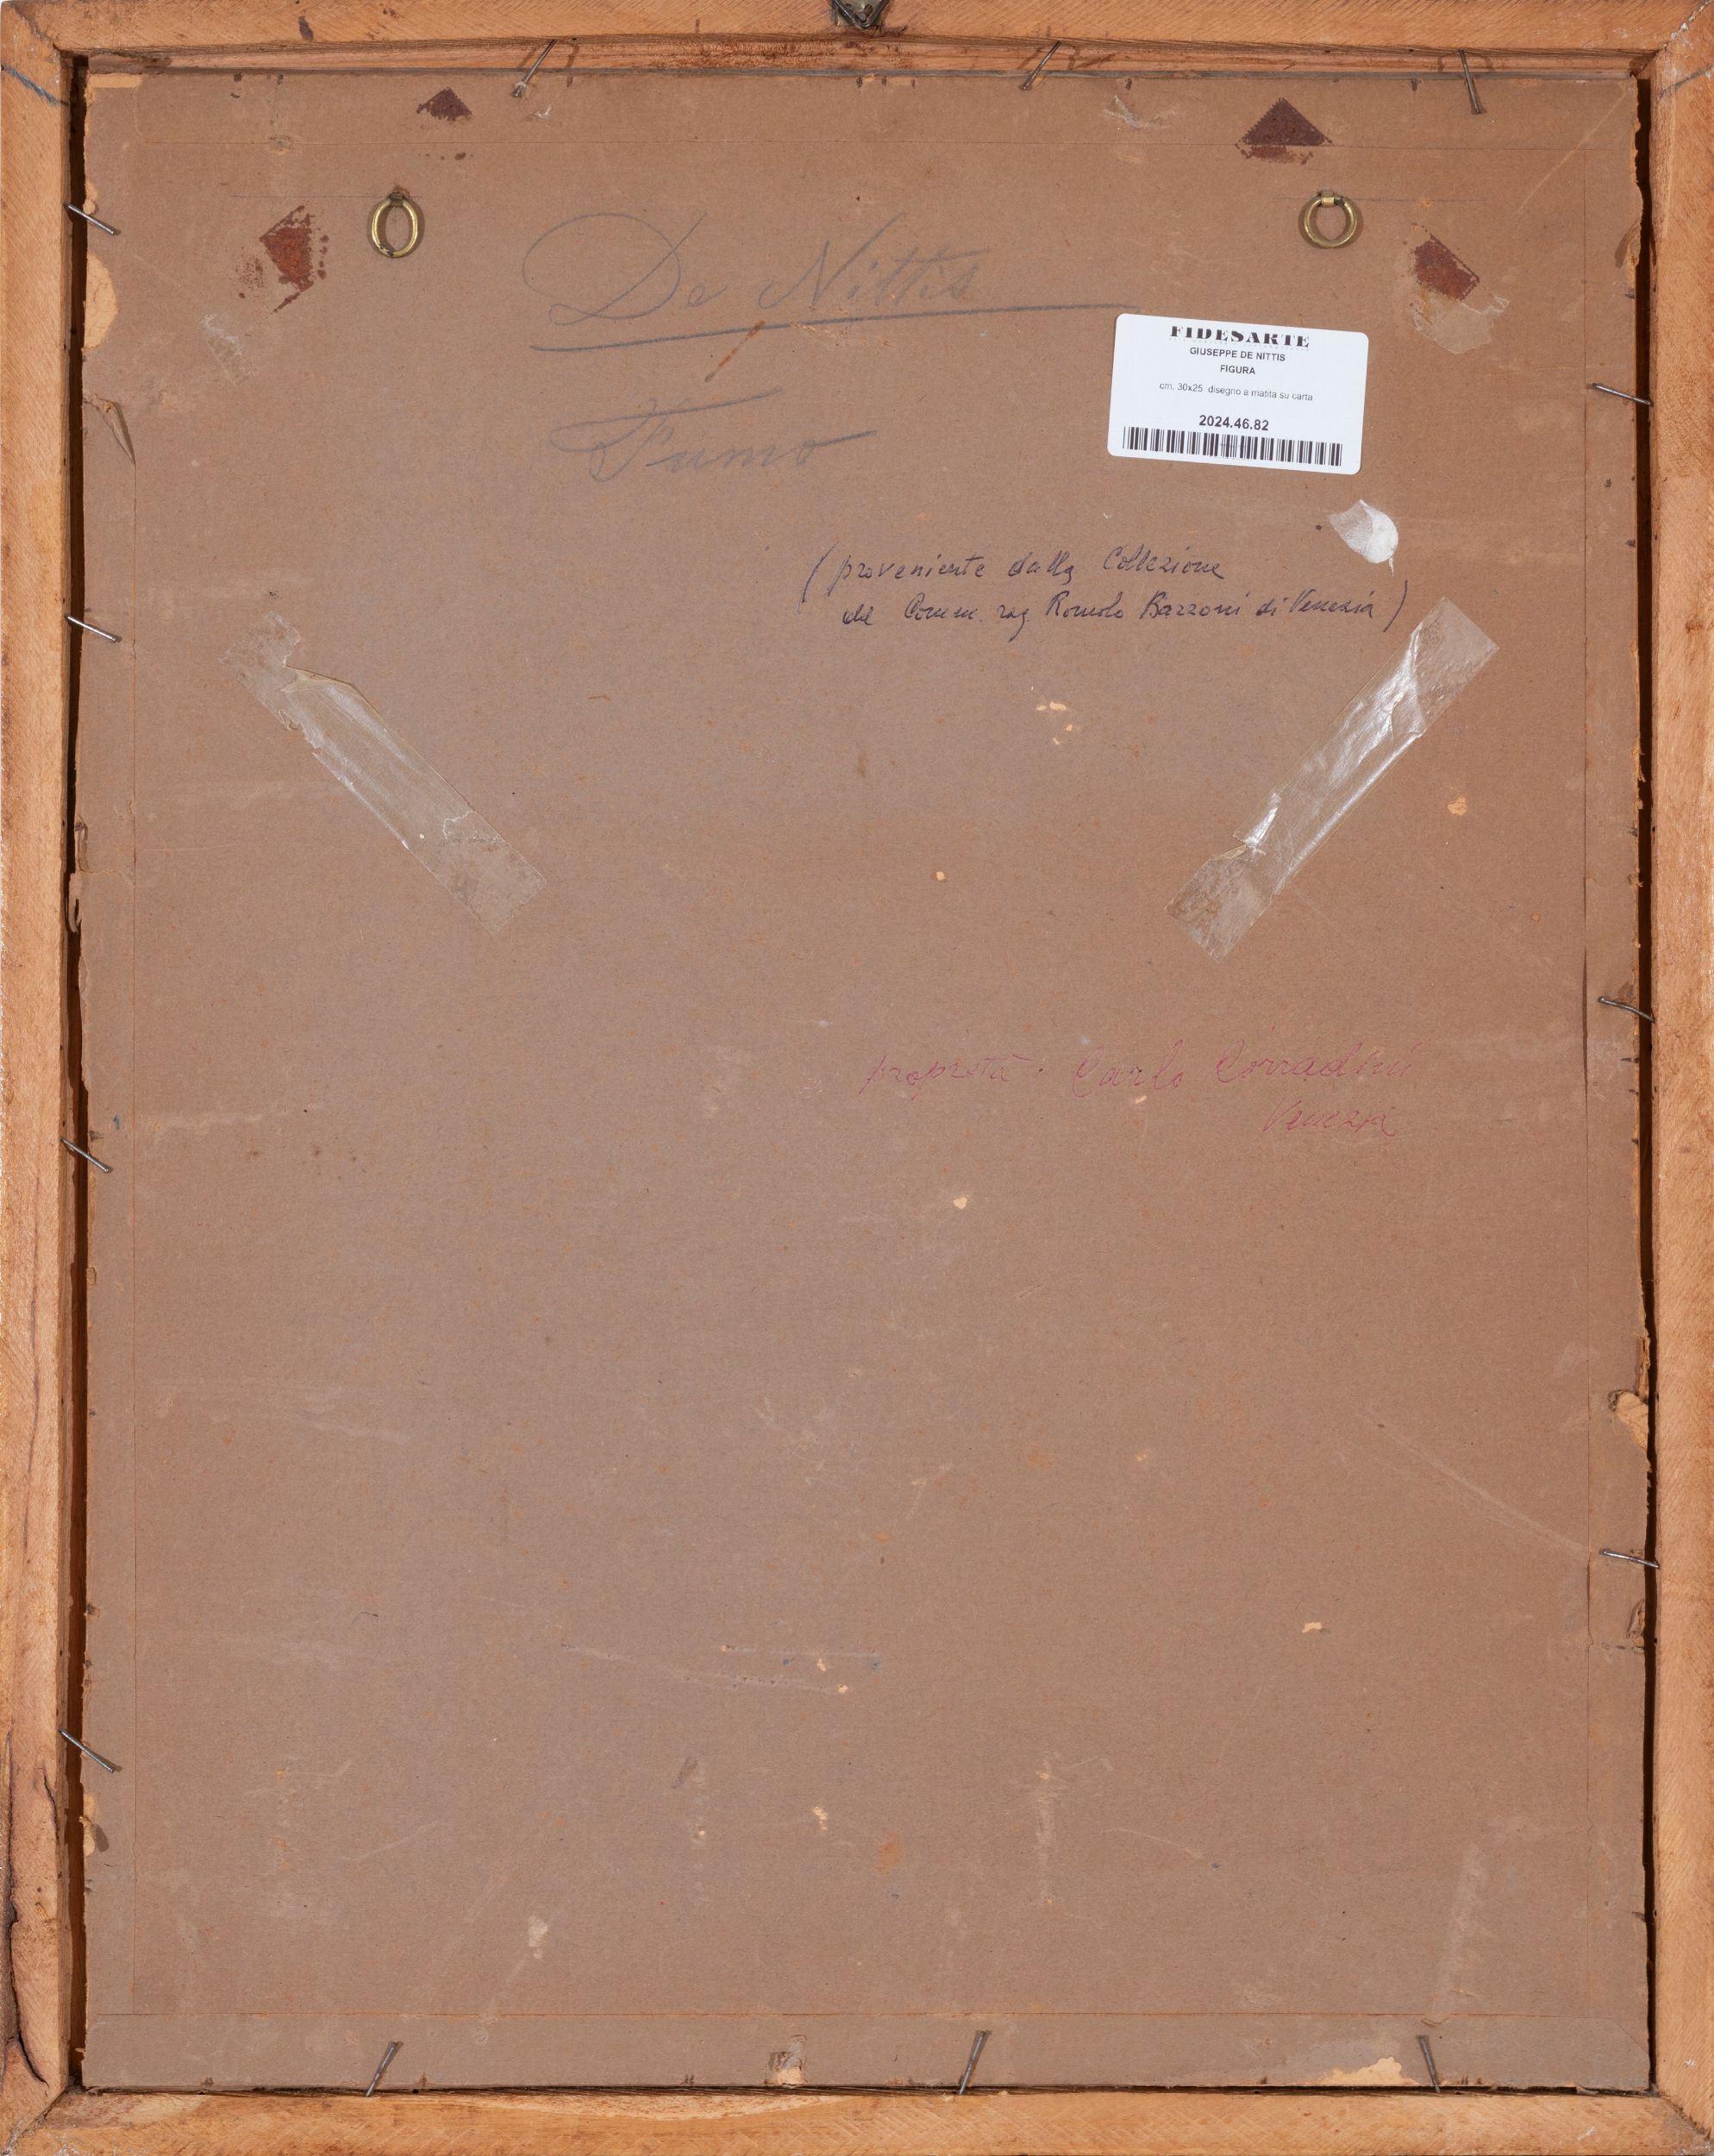 De Nittis
FIDESARTE
GIUSEPPE DE NITTIS
FIGURA
cm. 30x25 disegno a matita su carta
2024.46.82
Fumo
(proveniente dalla Collezione
del Comm. rag Romolo Bazzoni di Venezia)
propretà. Carlo Corradini
Venezia